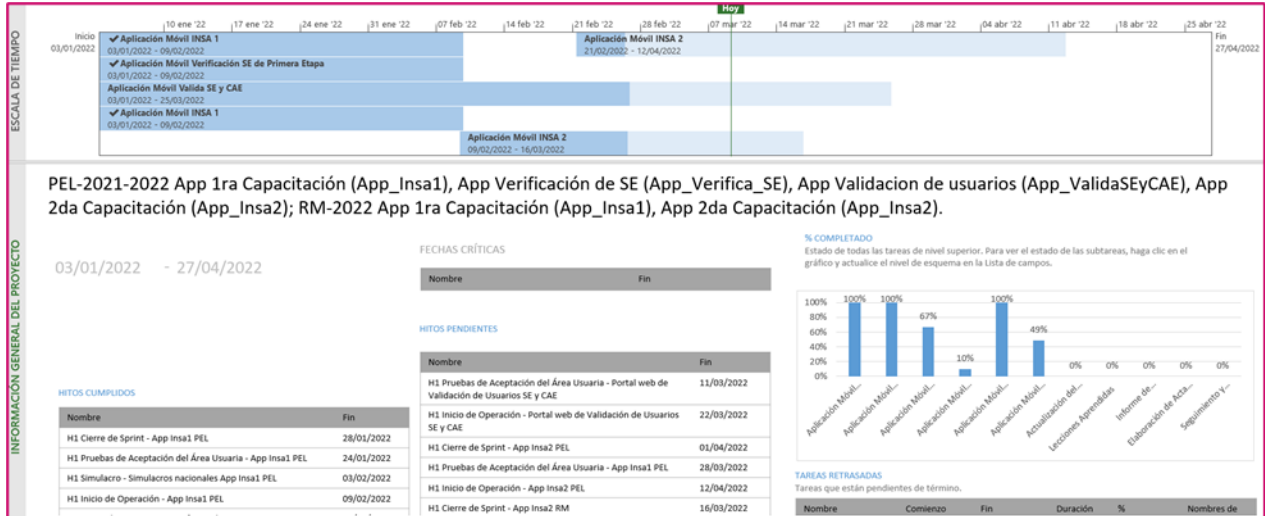 Hoy
10 ene '22 17 ene '22 24 ene '22 31 ene '22 07 feb '22 14 feb '22 21 feb '22 28 feb '22 07 mar '22 14 mar '22 21 mar '22 28 mar '22 04 abr '22 11 abr '22 18 abr '22 25 abr '22
ESCALA DE TIEMPO
Inicio
03/01/2022
✔Aplicación Móvil INSA 1
03/01/2022 - 09/02/2022
Aplicación Móvil INSA 2
21/02/2022 - 12/04/2022
Fin
27/04/2022
✔Aplicación Móvil Verificación SE de Primera Etapa
03/01/2022 - 09/02/2022
Aplicación Móvil Valida SE y CAE
03/01/2022 - 25/03/2022
✔Aplicación Móvil INSA 1
03/01/2022 - 09/02/2022
Aplicación Móvil INSA 2
09/02/2022 - 16/03/2022
INFORMACIÓN GENERAL DEL PROYECTO
PEL-2021-2022 App 1ra Capacitación (App_Insa1), App Verificación de SE (App_Verifica_SE), App Validacion de usuarios (App_ValidaSEyCAE), App
2da Capacitación (App_Insa2); RM-2022 App 1ra Capacitación (App_Insa1), App 2da Capacitación (App_Insa2).
03/01/2022 - 27/04/2022
HITOS CUMPLIDOS
Nombre Fin
H1 Cierre de Sprint - App Insa1 PEL 28/01/2022
H1 Pruebas de Aceptación del Área Usuaria - App Insa1 PEL 24/01/2022
H1 Simulacro - Simulacros nacionales App Insa1 PEL 03/02/2022
H1 Inicio de Operación - App Insa1 PEL 09/02/2022
FECHAS CRÍTICAS
Nombre Fin
HITOS PENDIENTES
Nombre Fin
H1 Pruebas de Aceptación del Área Usuaria - Portal web de 11/03/2022
Validación de Usuarios SE y CAE
H1 Inicio de Operación - Portal web de Validación de Usuarios 22/03/2022
SE y CAE
H1 Cierre de Sprint - App Insa2 PEL 01/04/2022
H1 Pruebas de Aceptación del Área Usuaria - App Insa1 PEL 28/03/2022
H1 Inicio de Operación - App Insa2 PEL 12/04/2022
H1 Cierre de Sprint - App Insa2 RM 16/03/2022
% COMPLETADO
Estado de todas las tareas de nivel superior. Para ver el estado de las subtareas, haga clic en el
gráfico y actualice el nivel de esquema en la Lista de campos.
100%
80%
60%
40%
20%
0%
100% 100% 67% 10% 100% 49% 0% 0% 0% 0% 0%
Aplicación Móvil...
Aplicación Móvil...
Aplicación Móvil...
Aplicación Móvil...
Aplicación Móvil...
Aplicación Móvil...
Actualización del...
Lecciones Aprendidas
Informe de...
Elaboración de Acta...
Seguimiento y...
TAREAS RETRASADAS
Tareas que están pendientes de término.
Nombre Comienzo Fin Duración % Nombres de